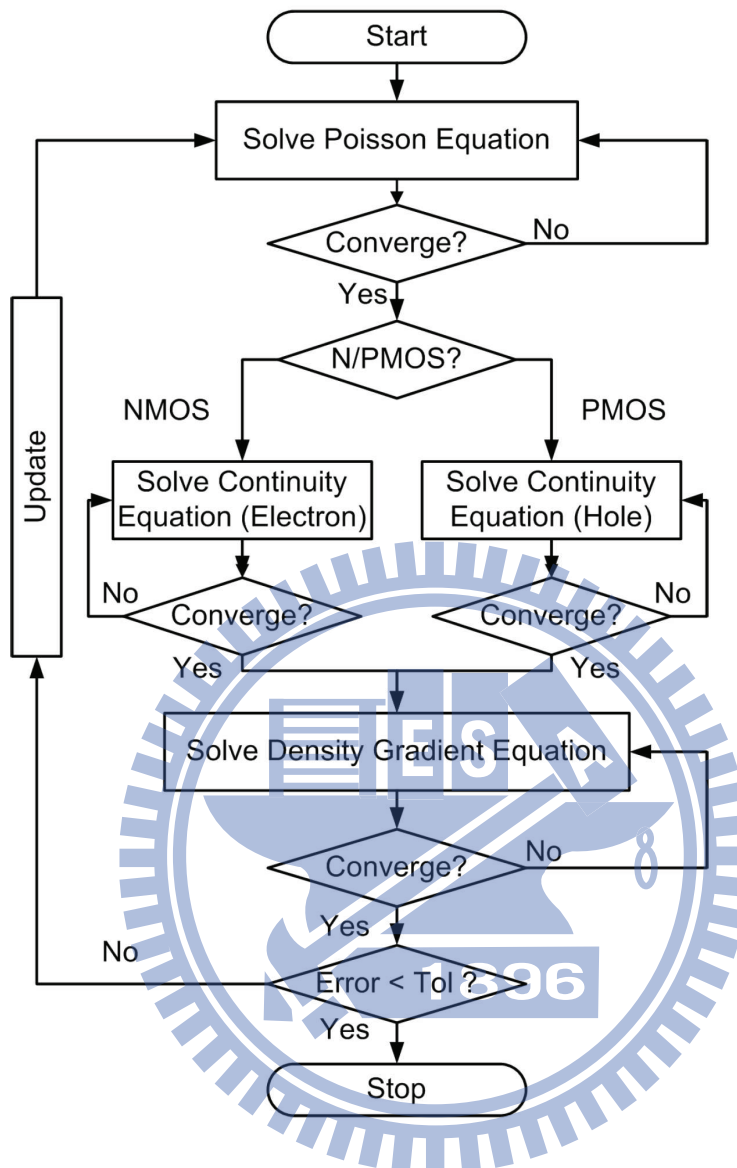 Start
Solve Poisson Equation
Converge?
No
Yes
N/PMOS?
NMOS
PMOS
Update
Solve Continuity
Equation (Electron)
Solve Continuity
Equation (Hole)
No
Converge?
Converge?
No
Yes
Yes
ESA
Solve Density Gradient Equation
Converge?
No
8
Yes
No
Error < Tol ?
1896
Yes
Stop